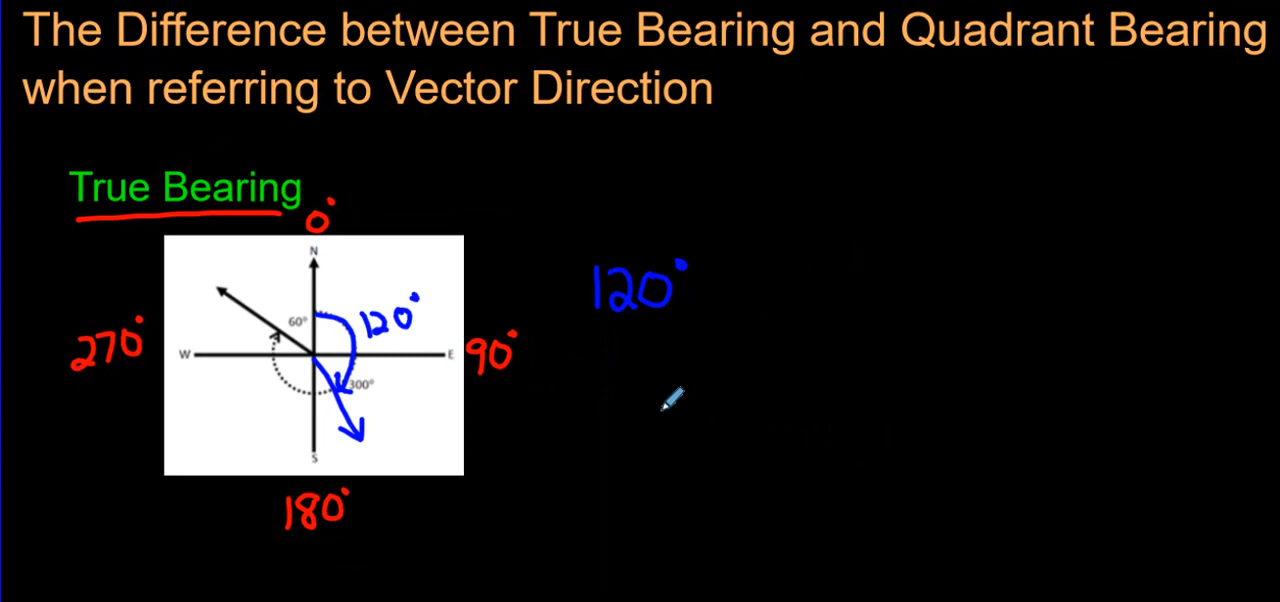 The Difference between True Bearing and Quadrant Bearing
when referring to Vector Direction
True Bearing
0°
N
60°
120°
120°
270°
W
E
90°
300°
S
180°